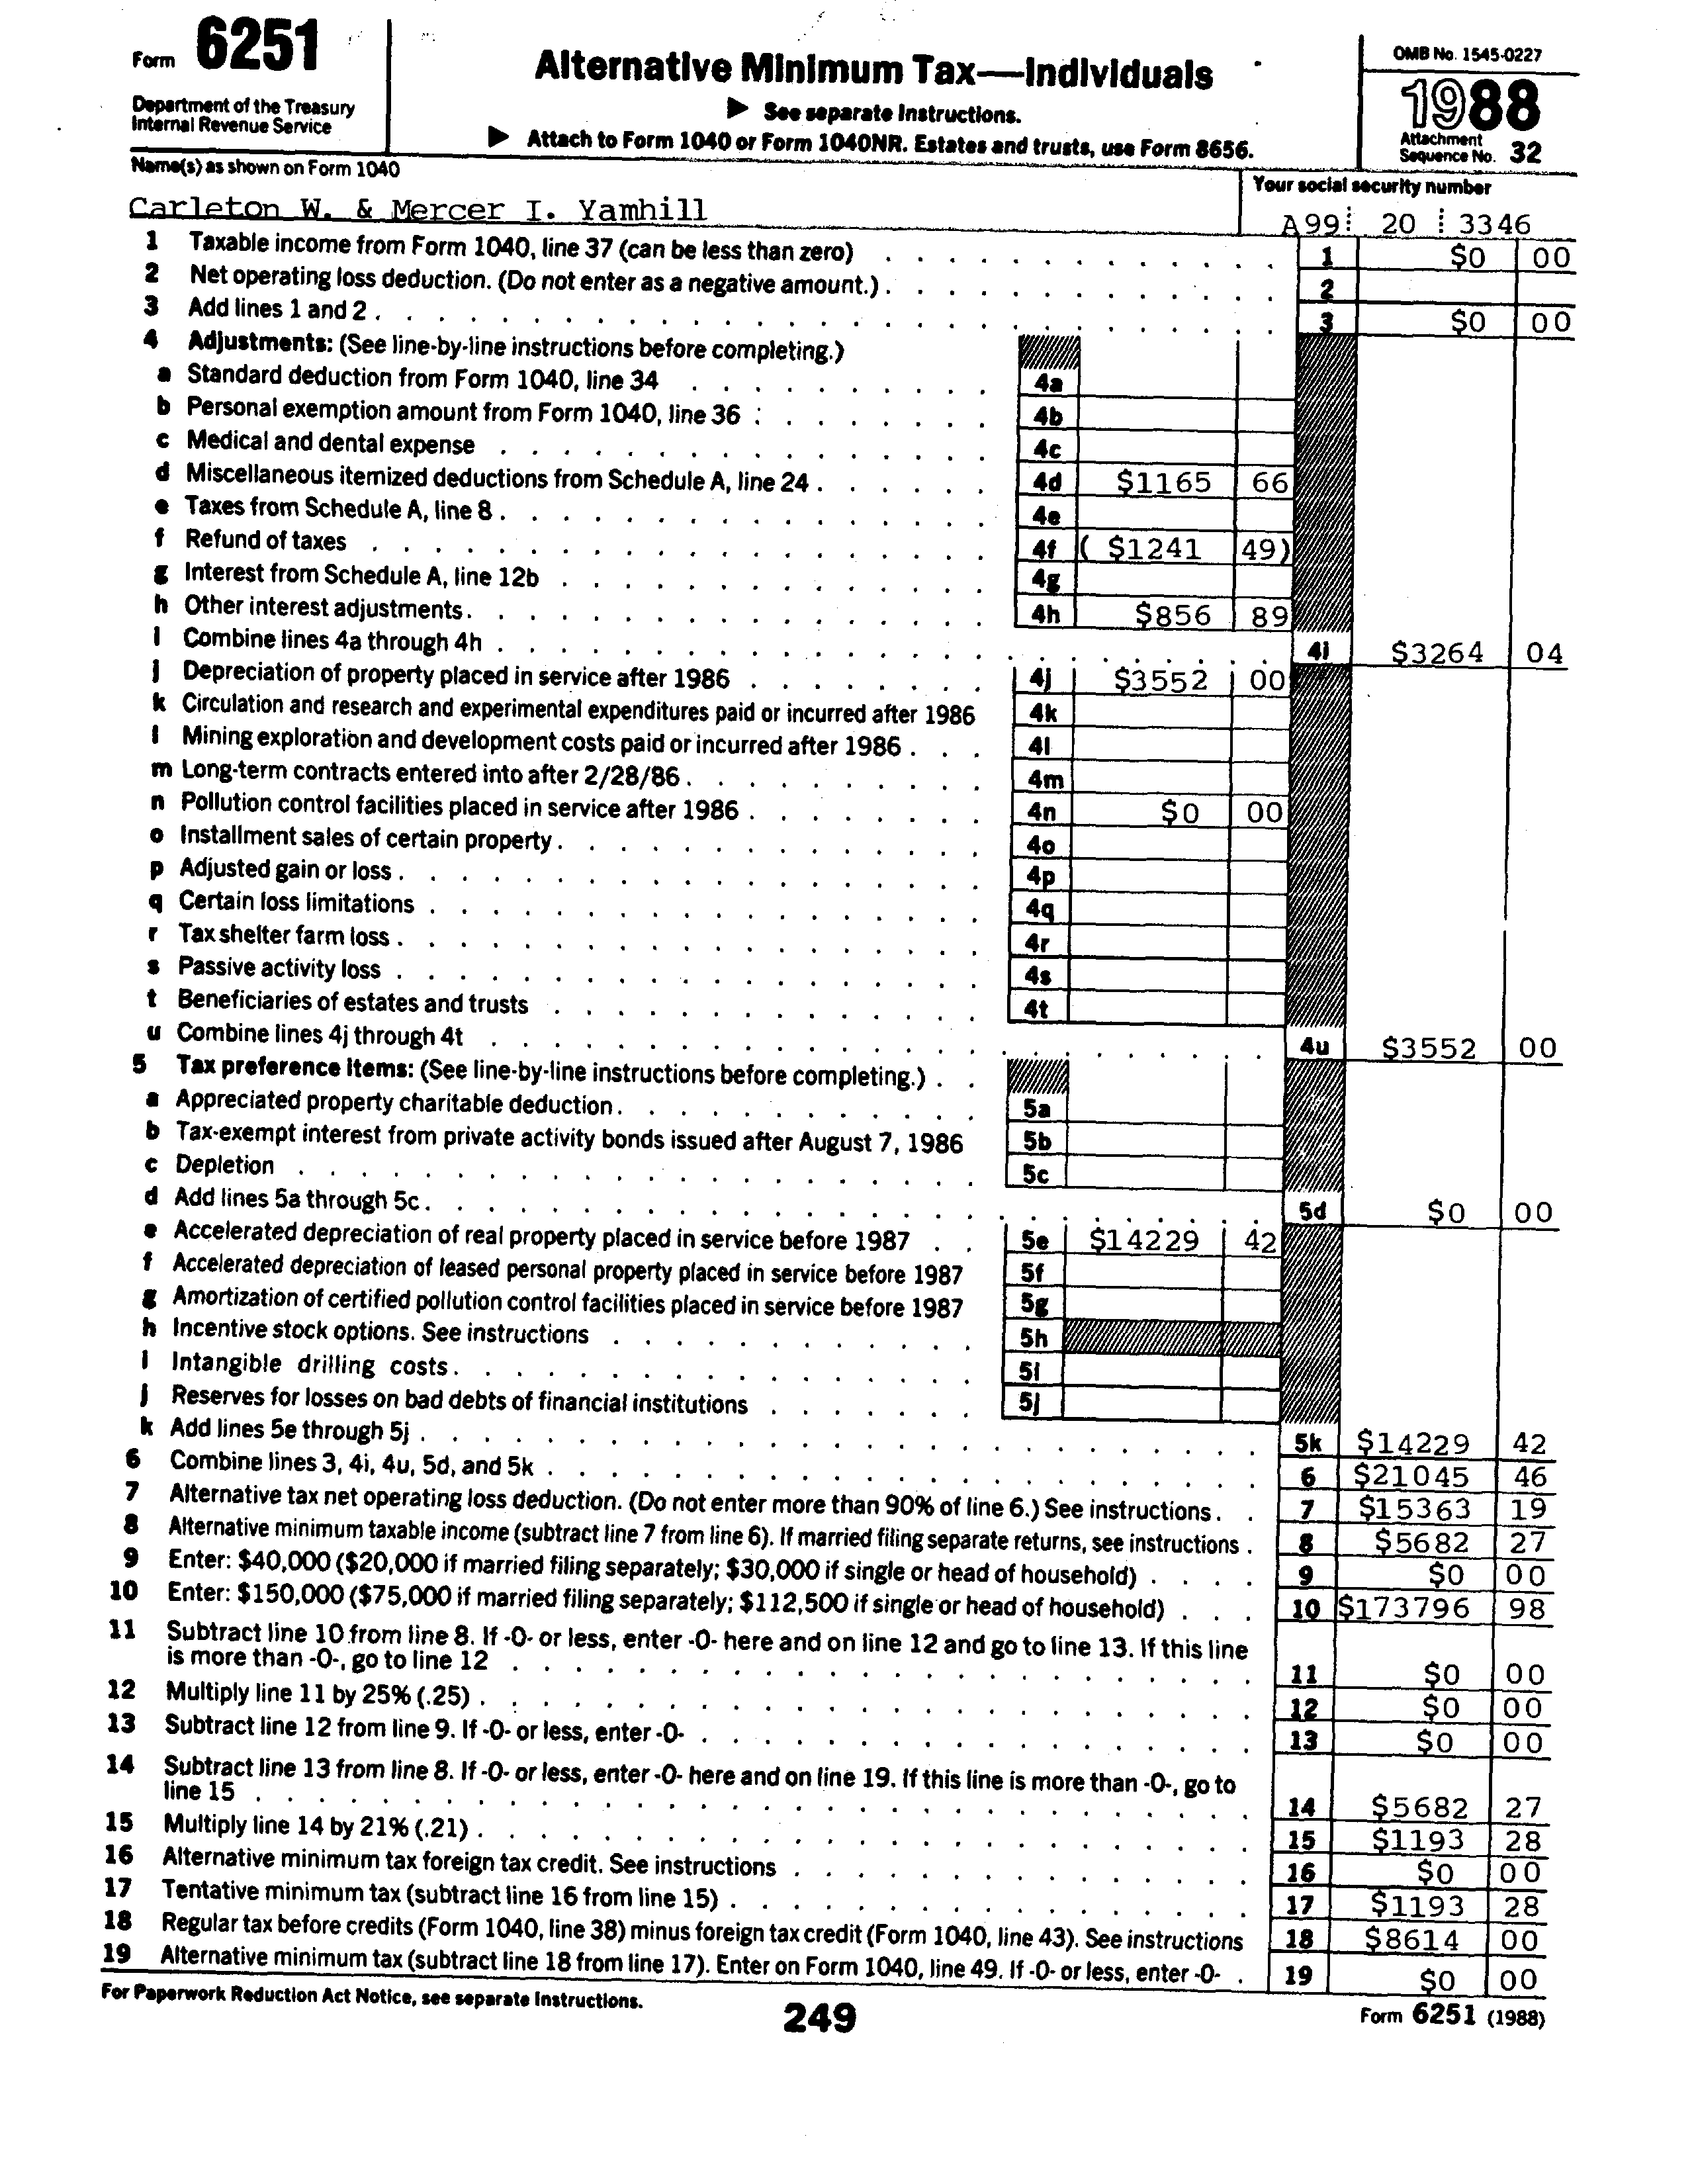 Form 6251
Department of the Treasury
Internal Revenue Service
Alternative Minimum Tax—Individuals
▶ See separate Instructions.
▶ Attach to Form 1040 or Form 1040NR. Estates and trusts, use Form 8656.
OMB No. 1545-0227
1988
Attachment
Sequence No. 32
Name(s) as shown on Form 1040
Your social security number
Carleton W. & Mercer I. Yamhill
A99 20 3346
1 Taxable income from Form 1040, line 37 (can be less than zero) 1 $0 00
2 Net operating loss deduction. (Do not enter as a negative amount.) 2
3 Add lines 1 and 2 3 $0 00
4 Adjustments: (See line-by-line instructions before completing.)
a Standard deduction from Form 1040, line 34 4a
b Personal exemption amount from Form 1040, line 36 4b
c Medical and dental expense 4c
d Miscellaneous itemized deductions from Schedule A, line 24 4d $1165 66
e Taxes from Schedule A, line 8 4e
f Refund of taxes 4f ( $1241 49)
g Interest from Schedule A, line 12b 4g
h Other interest adjustments 4h $856 89
i Combine lines 4a through 4h 4i $3264 04
j Depreciation of property placed in service after 1986 4j $3552 00
k Circulation and research and experimental expenditures paid or incurred after 1986 4k
l Mining exploration and development costs paid or incurred after 1986 4l
m Long-term contracts entered into after 2/28/86 4m
n Pollution control facilities placed in service after 1986 4n $0 00
o Installment sales of certain property 4o
p Adjusted gain or loss 4p
q Certain loss limitations 4q
r Tax shelter farm loss 4r
s Passive activity loss 4s
t Beneficiaries of estates and trusts 4t
u Combine lines 4j through 4t 4u $3552 00
5 Tax preference items: (See line-by-line instructions before completing.)
a Appreciated property charitable deduction 5a
b Tax-exempt interest from private activity bonds issued after August 7, 1986 5b
c Depletion 5c
d Add lines 5a through 5c 5d $0 00
e Accelerated depreciation of real property placed in service before 1987 5e $14229 42
f Accelerated depreciation of leased personal property placed in service before 1987 5f
g Amortization of certified pollution control facilities placed in service before 1987 5g
h Incentive stock options. See instructions 5h
i Intangible drilling costs 5i
j Reserves for losses on bad debts of financial institutions 5j
k Add lines 5e through 5j 5k $14229 42
6 Combine lines 3, 4i, 4u, 5d, and 5k 6 $21045 46
7 Alternative tax net operating loss deduction. (Do not enter more than 90% of line 6.) See instructions 7 $15363 19
8 Alternative minimum taxable income (subtract line 7 from line 6). If married filing separate returns, see instructions 8 $5682 27
9 Enter: $40,000 ($20,000 if married filing separately; $30,000 if single or head of household) 9 $0 00
10 Enter: $150,000 ($75,000 if married filing separately; $112,500 if single or head of household) 10 $173796 98
11 Subtract line 10 from line 8. If -0- or less, enter -0- here and on line 12 and go to line 13. If this line
is more than -0-, go to line 12 11 $0 00
12 Multiply line 11 by 25% (.25) 12 $0 00
13 Subtract line 12 from line 9. If -0- or less, enter -0- 13 $0 00
14 Subtract line 13 from line 8. If -0- or less, enter -0- here and on line 19. If this line is more than -0-, go to
line 15 14 $5682 27
15 Multiply line 14 by 21% (.21) 15 $1193 28
16 Alternative minimum tax foreign tax credit. See instructions 16 $0 00
17 Tentative minimum tax (subtract line 16 from line 15) 17 $1193 28
18 Regular tax before credits (Form 1040, line 38) minus foreign tax credit (Form 1040, line 43). See instructions 18 $8614 00
19 Alternative minimum tax (subtract line 18 from line 17). Enter on Form 1040, line 49. If -0- or less, enter -0- 19 $0 00
For Paperwork Reduction Act Notice, see separate Instructions.
249
Form 6251 (1988)